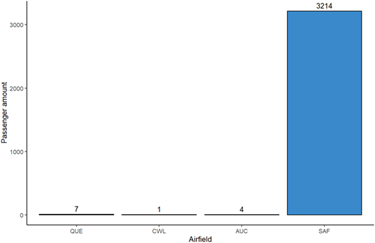 3214
3000
2000
Passenger amount
1000
7
1
4
0
QUE
CWL
AUC
SAF
Airfield